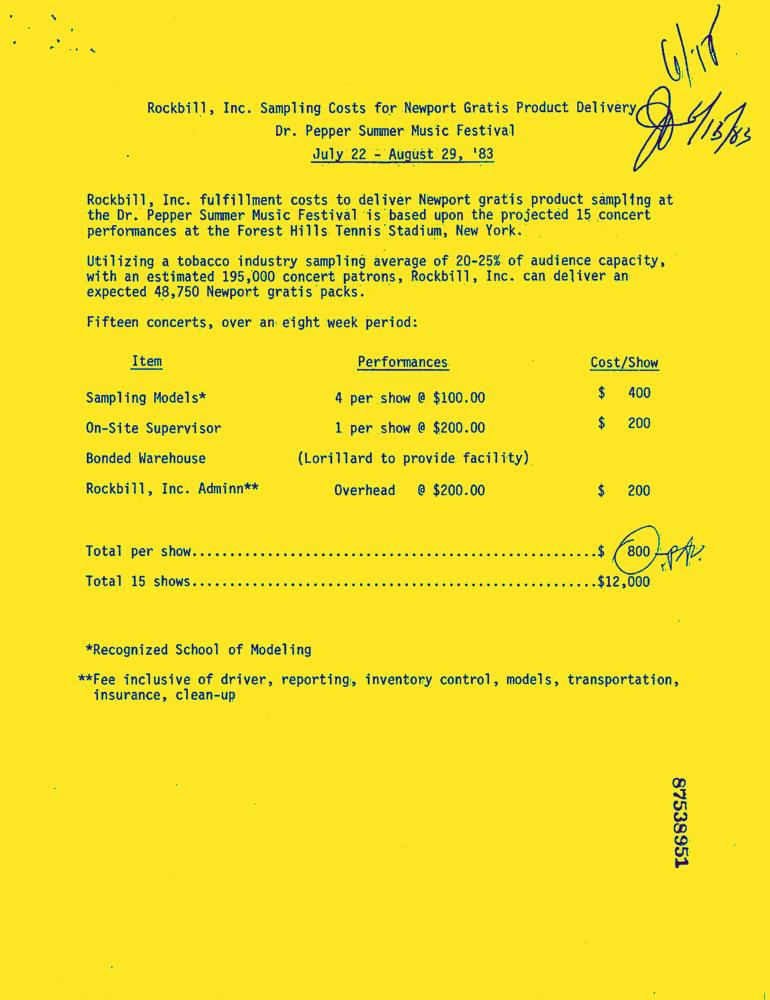 6/15
Rockbill, Inc. Sampling Costs for Newport Gratis Product Delivery
6/15/83
Dr. Pepper Summer Music Festival
July 22 - August 29, '83
Rockbill, Inc. fulfillment costs to deliver Newport gratis product sampling at
the Dr. Pepper Summer Music Festival is based upon the projected 15 concert
performances at the Forest Hills Tennis Stadium, New York.
Utilizing a tobacco industry sampling average of 20-25% of audience capacity,
with an estimated 195,000 concert patrons, Rockbill, Inc. can deliver an
expected 48,750 Newport gratis packs.
Fifteen concerts, over an eight week period:
Item Performances Cost/Show
Sampling Models* 4 per show @ $100.00 $ 400
On-Site Supervisor 1 per show @ $200.00 $ 200
Bonded Warehouse (Lorillard to provide facility)
Rockbill, Inc. Adminn** Overhead @ $200.00 $ 200
Total per show......................................................$ 800
Total 15 shows......................................................$12,000
*Recognized School of Modeling
**Fee inclusive of driver, reporting, inventory control, models, transportation,
insurance, clean-up
87538951